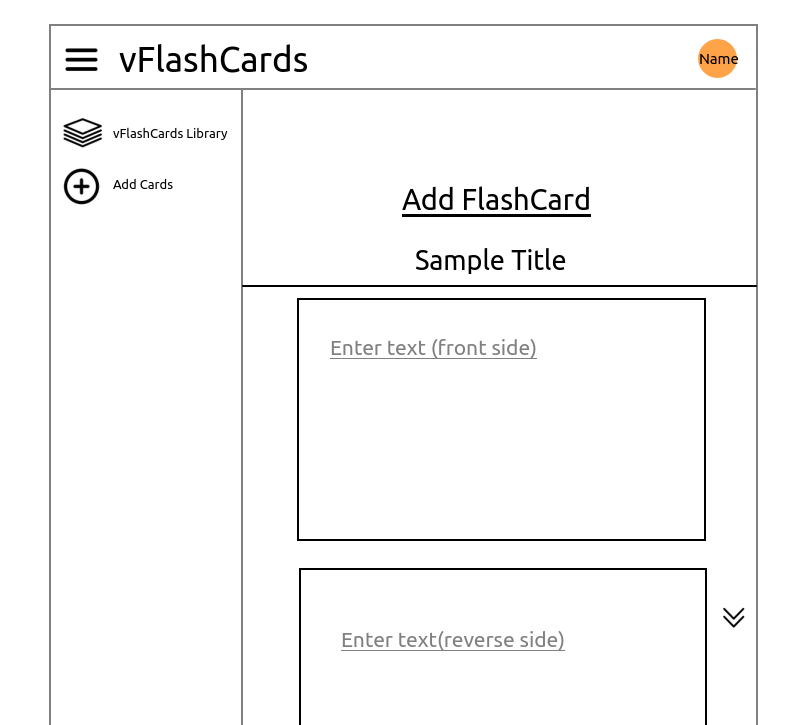 vFlashCards
Name
vFlashCards Library
Add Cards
Add FlashCard
Sample Title
Enter text (front side)
Enter text(reverse side)